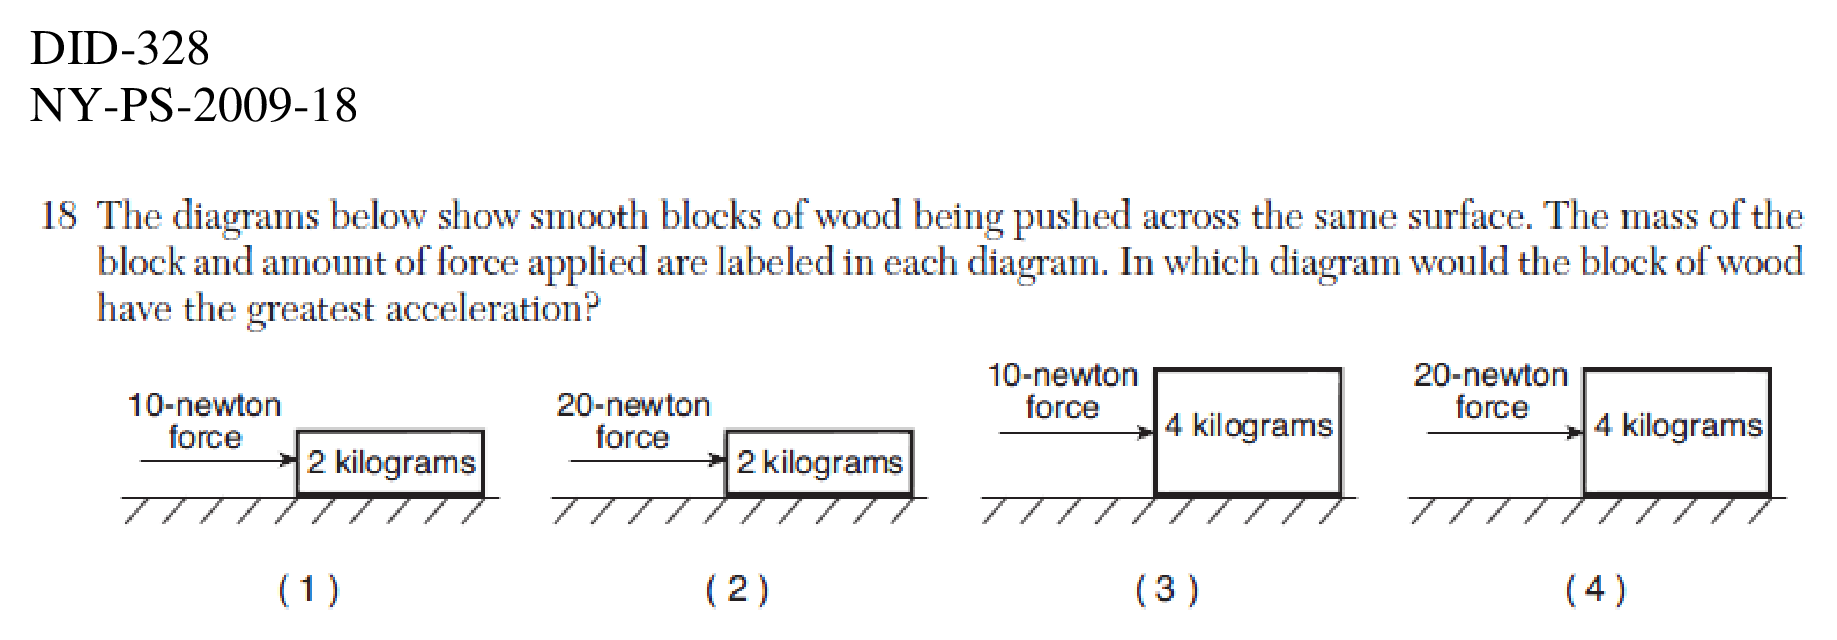 DID-328
NY-PS-2009-18
18 The diagrams below show smooth blocks of wood being pushed across the same surface. The mass of the
block and amount of force applied are labeled in each diagram. In which diagram would the block of wood
have the greatest acceleration?
10-newton
force
2 kilograms
(1)
20-newton
force
2 kilograms
(2)
10-newton
force
4 kilograms
(3)
20-newton
force
4 kilograms
(4)